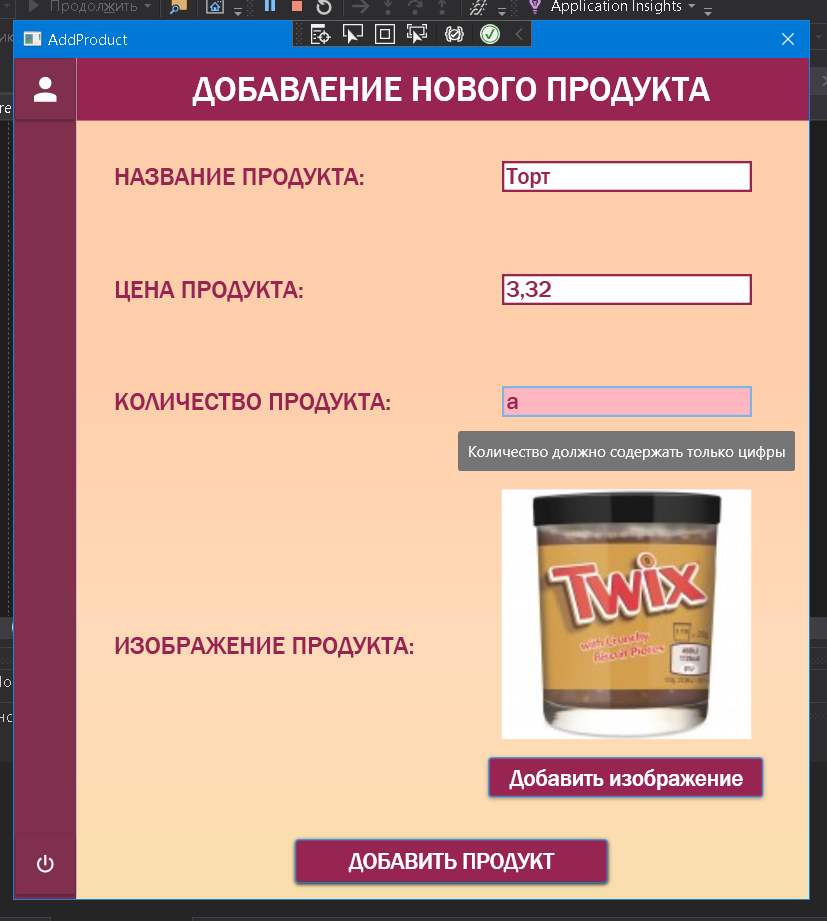 Продолжить
Application Insights
AddProduct
ДОБАВЛЕНИЕ НОВОГО ПРОДУКТА
НАЗВАНИЕ ПРОДУКТА:
Торт
ЦЕНА ПРОДУКТА:
3,32
КОЛИЧЕСТВО ПРОДУКТА:
а
Количество должно содержать только цифры
TWIX
with Crunchy
Biscuit Pieces
ИЗОБРАЖЕНИЕ ПРОДУКТА:
Добавить изображение
ДОБАВИТЬ ПРОДУКТ